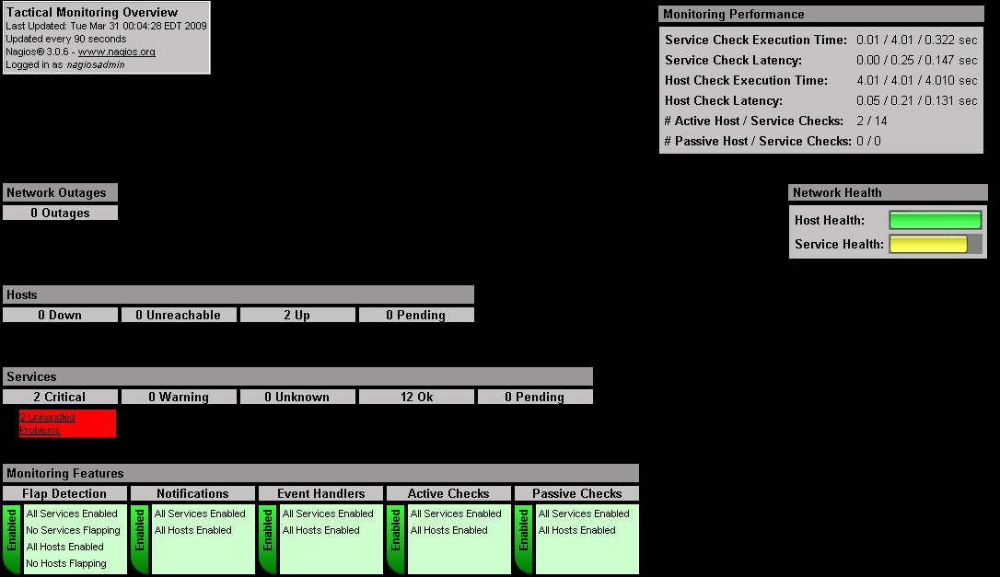 Tactical Monitoring Overview
Last Updated: Tue Mar 31 00:04:28 EDT 2009
Updated every 90 seconds
Nagios® 3.0.6 - www.nagios.org
Logged in as nagiosadmin
Monitoring Performance
Service Check Execution Time: 0.01 / 4.01 / 0.322 sec
Service Check Latency: 0.00 / 0.25 / 0.147 sec
Host Check Execution Time: 4.01 / 4.01 / 4.010 sec
Host Check Latency: 0.05 / 0.21 / 0.131 sec
# Active Host / Service Checks: 2 / 14
# Passive Host / Service Checks: 0 / 0
Network Outages
0 Outages
Network Health
Host Health:
Service Health:
Hosts
0 Down 0 Unreachable 2 Up 0 Pending
Services
2 Critical 0 Warning 0 Unknown 12 Ok 0 Pending
2 Unhandled
Problems
Monitoring Features
Flap Detection Notifications Event Handlers Active Checks Passive Checks
Enabled
All Services Enabled
No Services Flapping
All Hosts Enabled
No Hosts Flapping
Enabled
All Services Enabled
All Hosts Enabled
Enabled
All Services Enabled
All Hosts Enabled
Enabled
All Services Enabled
All Hosts Enabled
Enabled
All Services Enabled
All Hosts Enabled